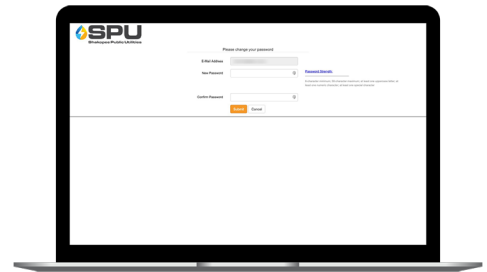 SPU
Shakopee Public Utilities
Please change your password
E-Mail Address
New Password
Password Strength:
Confirm Password
Submit Cancel